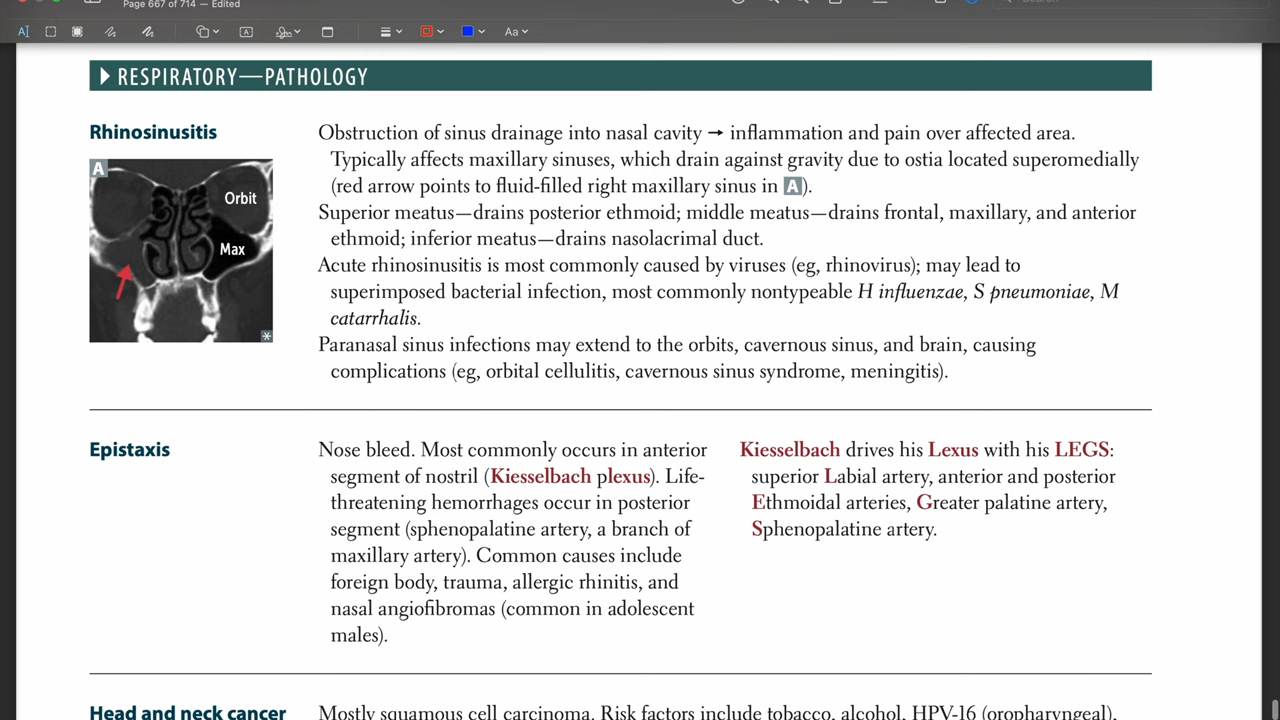 Page 667 of 714 — Edited
Search
Aa
RESPIRATORY—PATHOLOGY
Rhinosinusitis
A
Orbit
Max
*
Obstruction of sinus drainage into nasal cavity → inflammation and pain over affected area.
Typically affects maxillary sinuses, which drain against gravity due to ostia located superomedially
(red arrow points to fluid-filled right maxillary sinus in A).
Superior meatus—drains posterior ethmoid; middle meatus—drains frontal, maxillary, and anterior
ethmoid; inferior meatus—drains nasolacrimal duct.
Acute rhinosinusitis is most commonly caused by viruses (eg, rhinovirus); may lead to
superimposed bacterial infection, most commonly nontypeable H influenzae, S pneumoniae, M
catarrhalis.
Paranasal sinus infections may extend to the orbits, cavernous sinus, and brain, causing
complications (eg, orbital cellulitis, cavernous sinus syndrome, meningitis).
Epistaxis
Nose bleed. Most commonly occurs in anterior
segment of nostril (Kiesselbach plexus). Life-
threatening hemorrhages occur in posterior
segment (sphenopalatine artery, a branch of
maxillary artery). Common causes include
foreign body, trauma, allergic rhinitis, and
nasal angiofibromas (common in adolescent
males).
Kiesselbach drives his Lexus with his LEGS:
superior Labial artery, anterior and posterior
Ethmoidal arteries, Greater palatine artery,
Sphenopalatine artery.
Head and neck cancer
Mostly squamous cell carcinoma. Risk factors include tobacco, alcohol, HPV-16 (oropharyngeal),